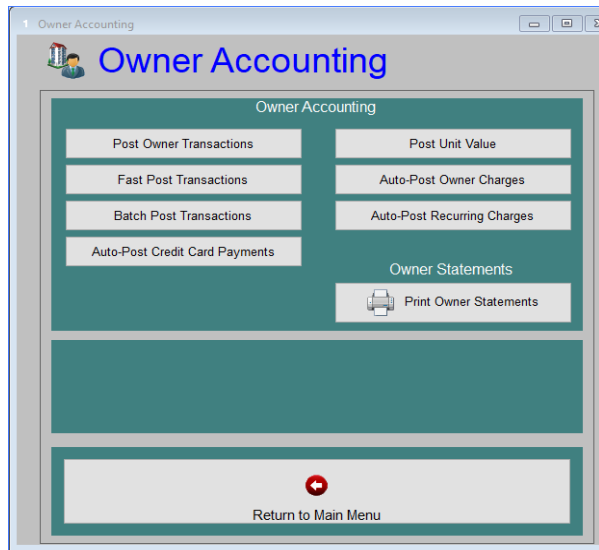 1 Owner Accounting
Owner Accounting
Owner Accounting
Post Owner Transactions
Fast Post Transactions
Batch Post Transactions
Auto-Post Credit Card Payments
Post Unit Value
Auto-Post Owner Charges
Auto-Post Recurring Charges
Owner Statements
Print Owner Statements
Return to Main Menu